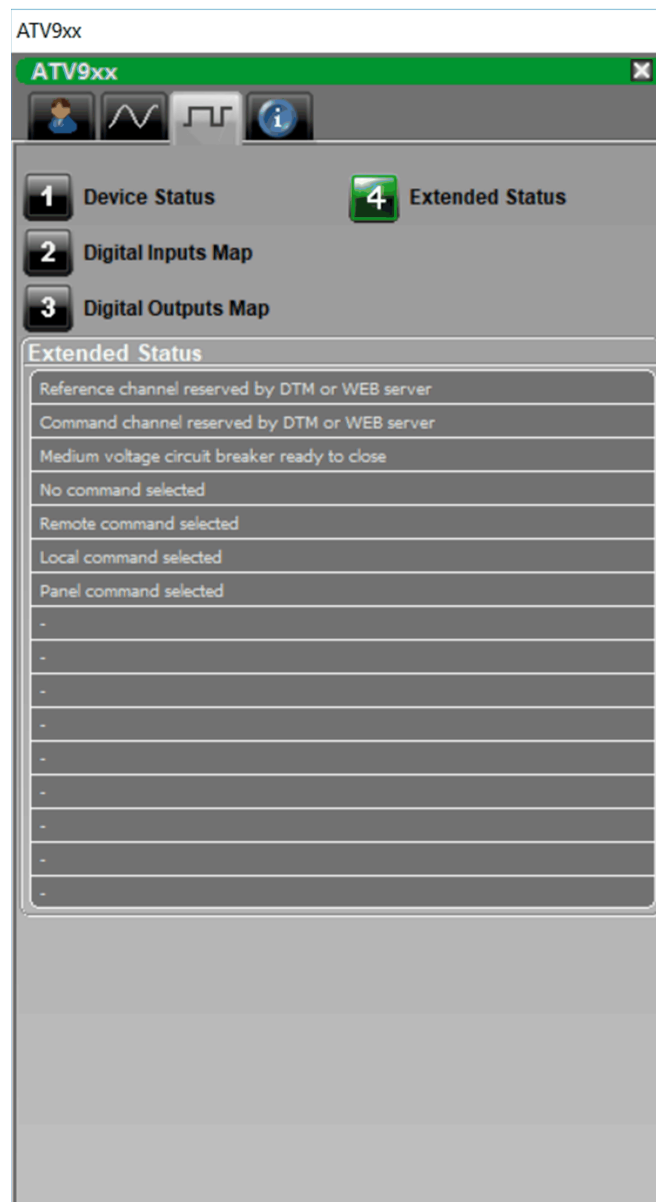 ATV9xx
ATV9xx
1 Device Status
4 Extended Status
2 Digital Inputs Map
3 Digital Outputs Map
Extended Status
Reference channel reserved by DTM or WEB server
Command channel reserved by DTM or WEB server
Medium voltage circuit breaker ready to close
No command selected
Remote command selected
Local command selected
Panel command selected
-
-
-
-
-
-
-
-
-